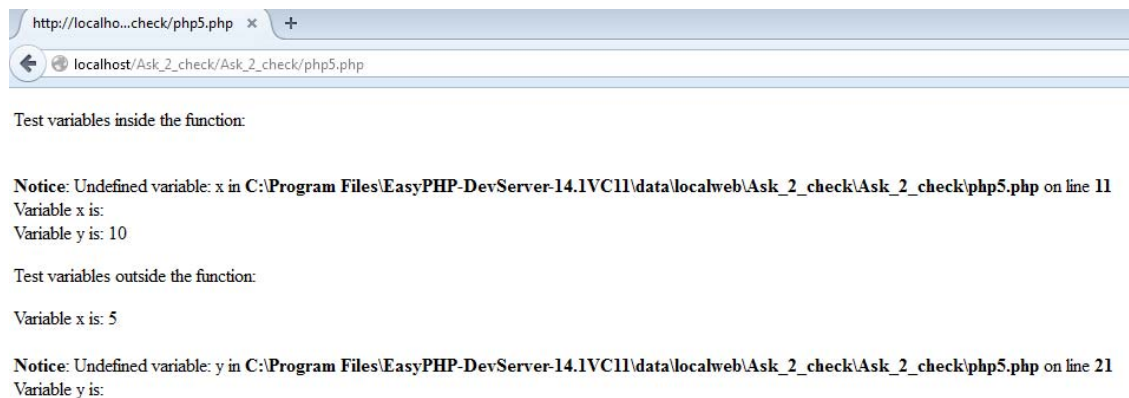 http://localho...check/php5.php × +
localhost/Ask_2_check/Ask_2_check/php5.php
Test variables inside the function:
Notice: Undefined variable: x in C:\Program Files\EasyPHP-DevServer-14.1VC11\data\localweb\Ask_2_check\Ask_2_check\php5.php on line 11
Variable x is:
Variable y is: 10
Test variables outside the function:
Variable x is: 5
Notice: Undefined variable: y in C:\Program Files\EasyPHP-DevServer-14.1VC11\data\localweb\Ask_2_check\Ask_2_check\php5.php on line 21
Variable y is: